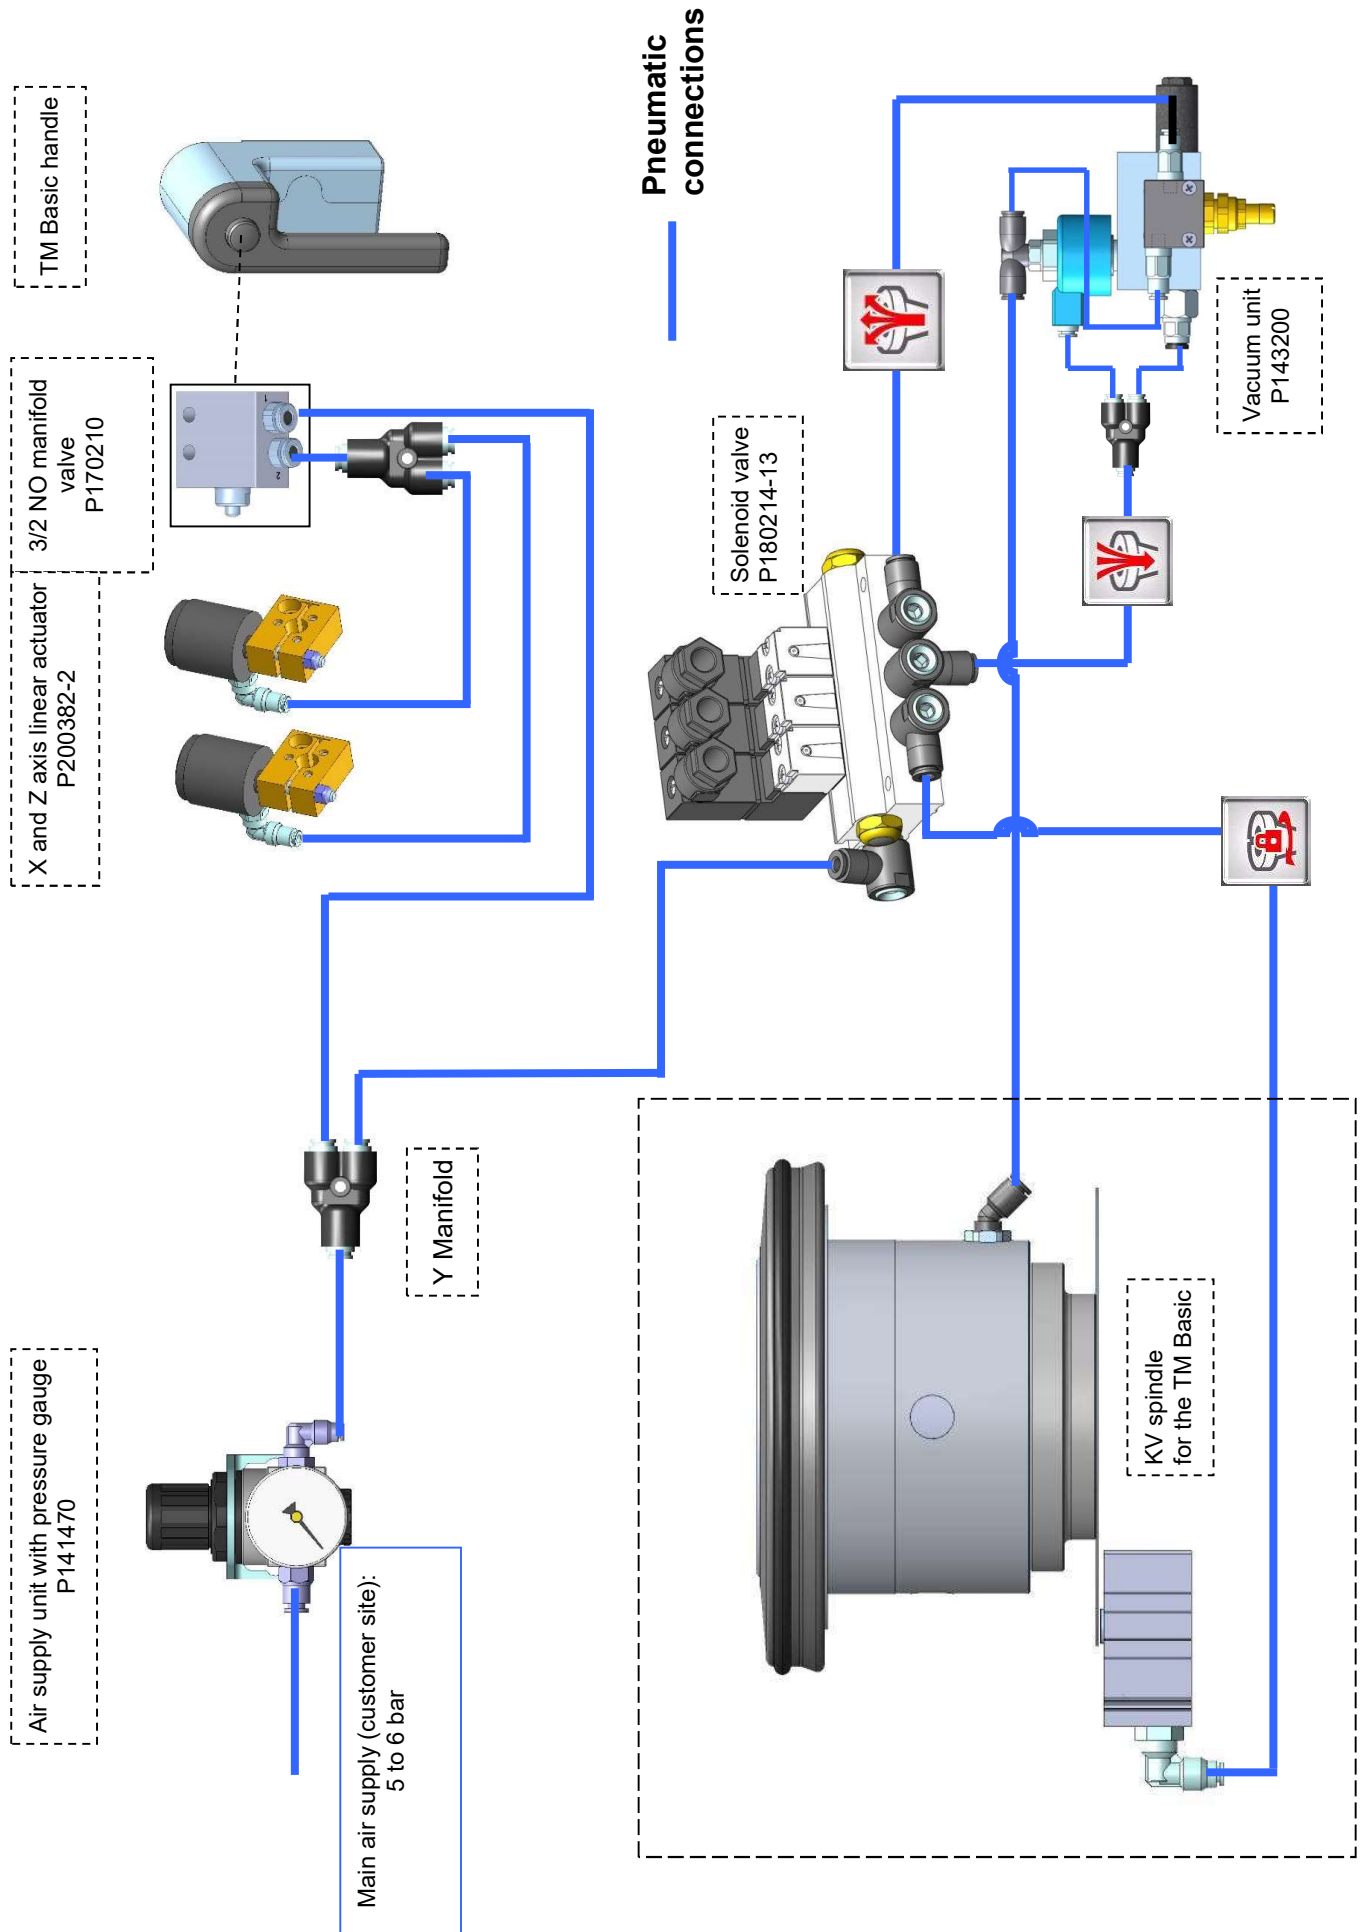 Air supply unit with pressure gauge
P141470
X and Z axis linear actuator
P200382-2
3/2 NO manifold
valve
P170210
TM Basic handle
1
2
Main air supply (customer site):
5 to 6 bar
Y Manifold
Pneumatic
connections
Solenoid valve
P180214-13
KV spindle
for the TM Basic
Vacuum unit
P143200